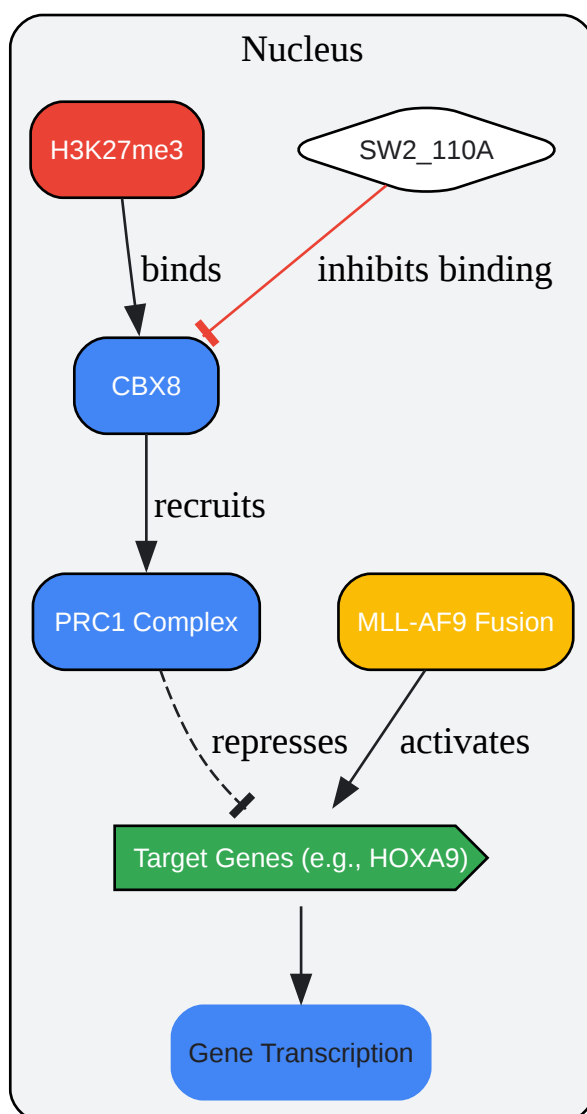 Nucleus
H3K27me3
SW2_110A
binds
inhibits binding
CBX8
recruits
PRC1 Complex
MLL-AF9 Fusion
represses
activates
Target Genes (e.g., HOXA9)
Gene Transcription